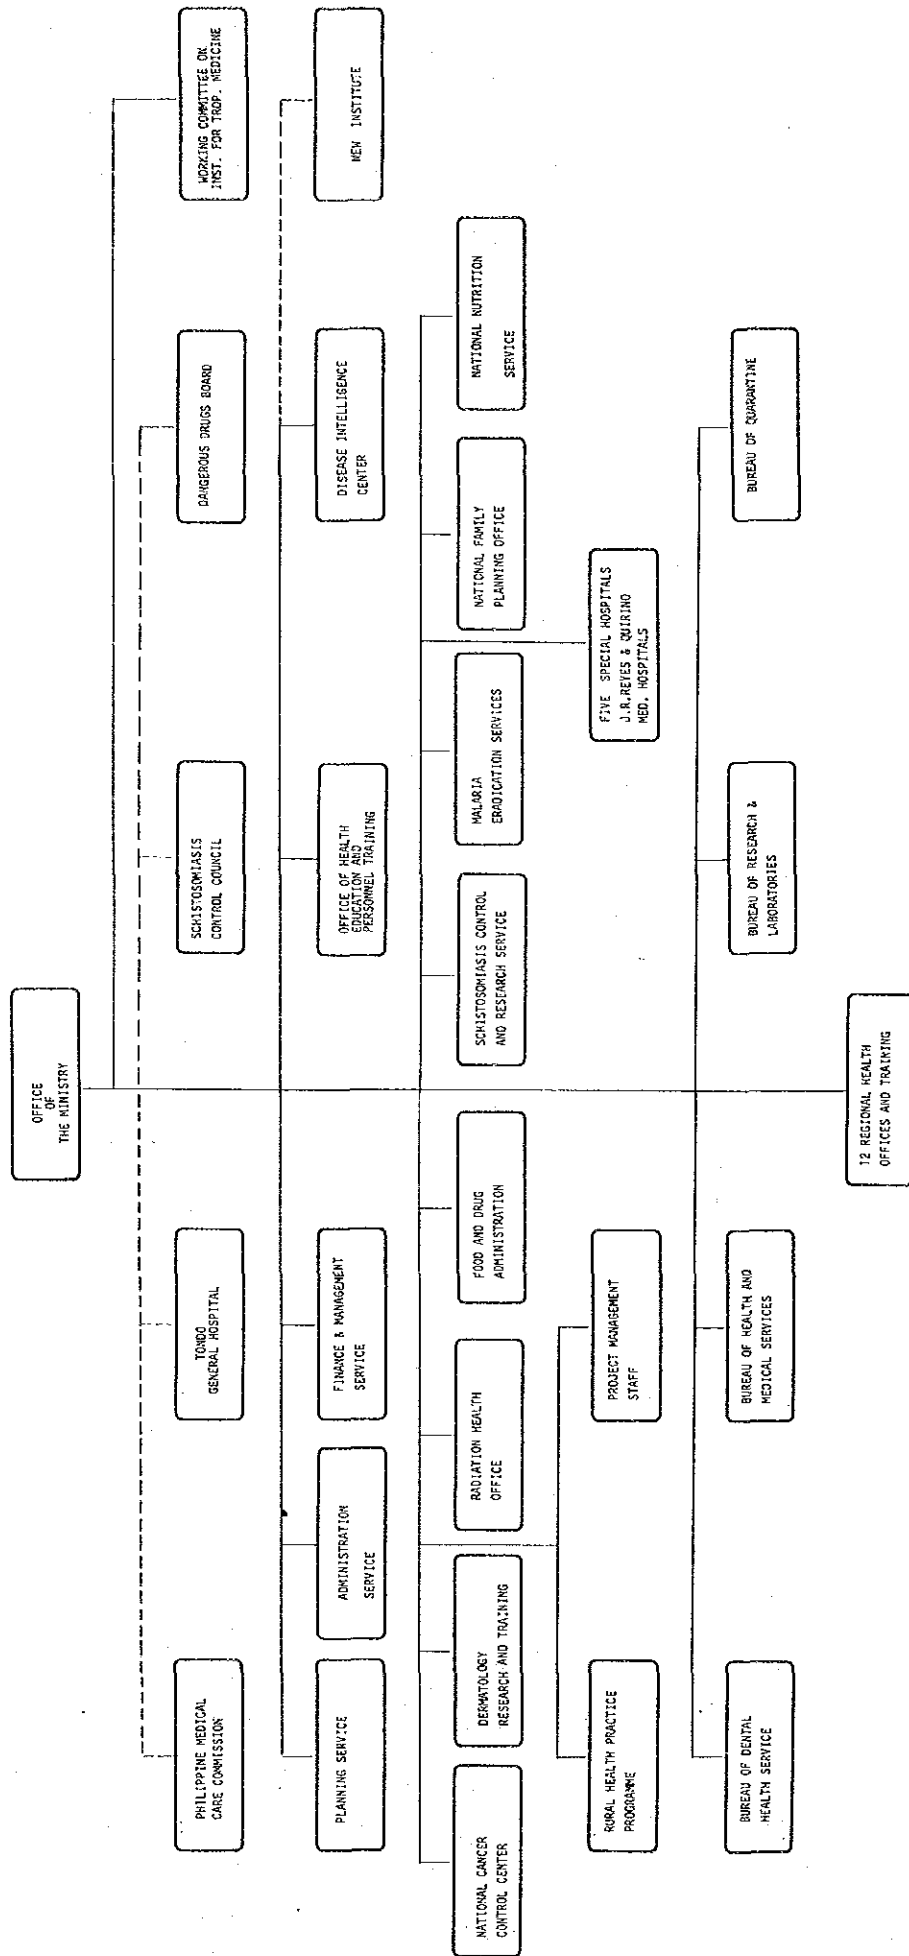 OFFICE
OF
THE MINISTRY
WORKING COMMITTEE ON
INST. FOR TROP. MEDICINE
PHILIPPINE MEDICAL
CARE COMMISSION
TONDO
GENERAL HOSPITAL
SCHISTOSOMIASIS
CONTROL COUNCIL
DANGEROUS DRUGS BOARD
PLANNING SERVICE
ADMINISTRATION
SERVICE
FINANCE & MANAGEMENT
SERVICE
OFFICE OF HEALTH
EDUCATION AND
PERSONNEL TRAINING
DISEASE INTELLIGENCE
CENTER
NEW INSTITUTE
NATIONAL CANCER
CONTROL CENTER
DERMATOLOGY
RESEARCH AND TRAINING
RADIATION HEALTH
OFFICE
FOOD AND DRUG
ADMINISTRATION
SCHISTOSOMIASIS CONTROL
AND RESEARCH SERVICE
MALARIA
ERADICATION SERVICES
NATIONAL FAMILY
PLANNING OFFICE
NATIONAL NUTRITION
SERVICE
RURAL HEALTH PRACTICE
PROGRAMME
PROJECT MANAGEMENT
STAFF
FIVE SPECIAL HOSPITALS
J.R.REYES & QUIRINO
MED. HOSPITALS
BUREAU OF DENTAL
HEALTH SERVICE
BUREAU OF HEALTH AND
MEDICAL SERVICES
BUREAU OF RESEARCH &
LABORATORIES
BUREAU OF QUARANTINE
12 REGIONAL HEALTH
OFFICES AND TRAINING